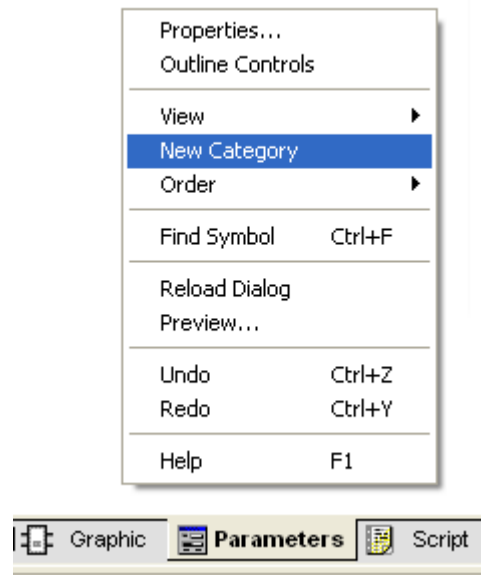 Properties...
Outline Controls
View
New Category
Order
Find Symbol Ctrl+F
Reload Dialog
Preview...
Undo Ctrl+Z
Redo Ctrl+Y
Help F1
Graphic Parameters Script